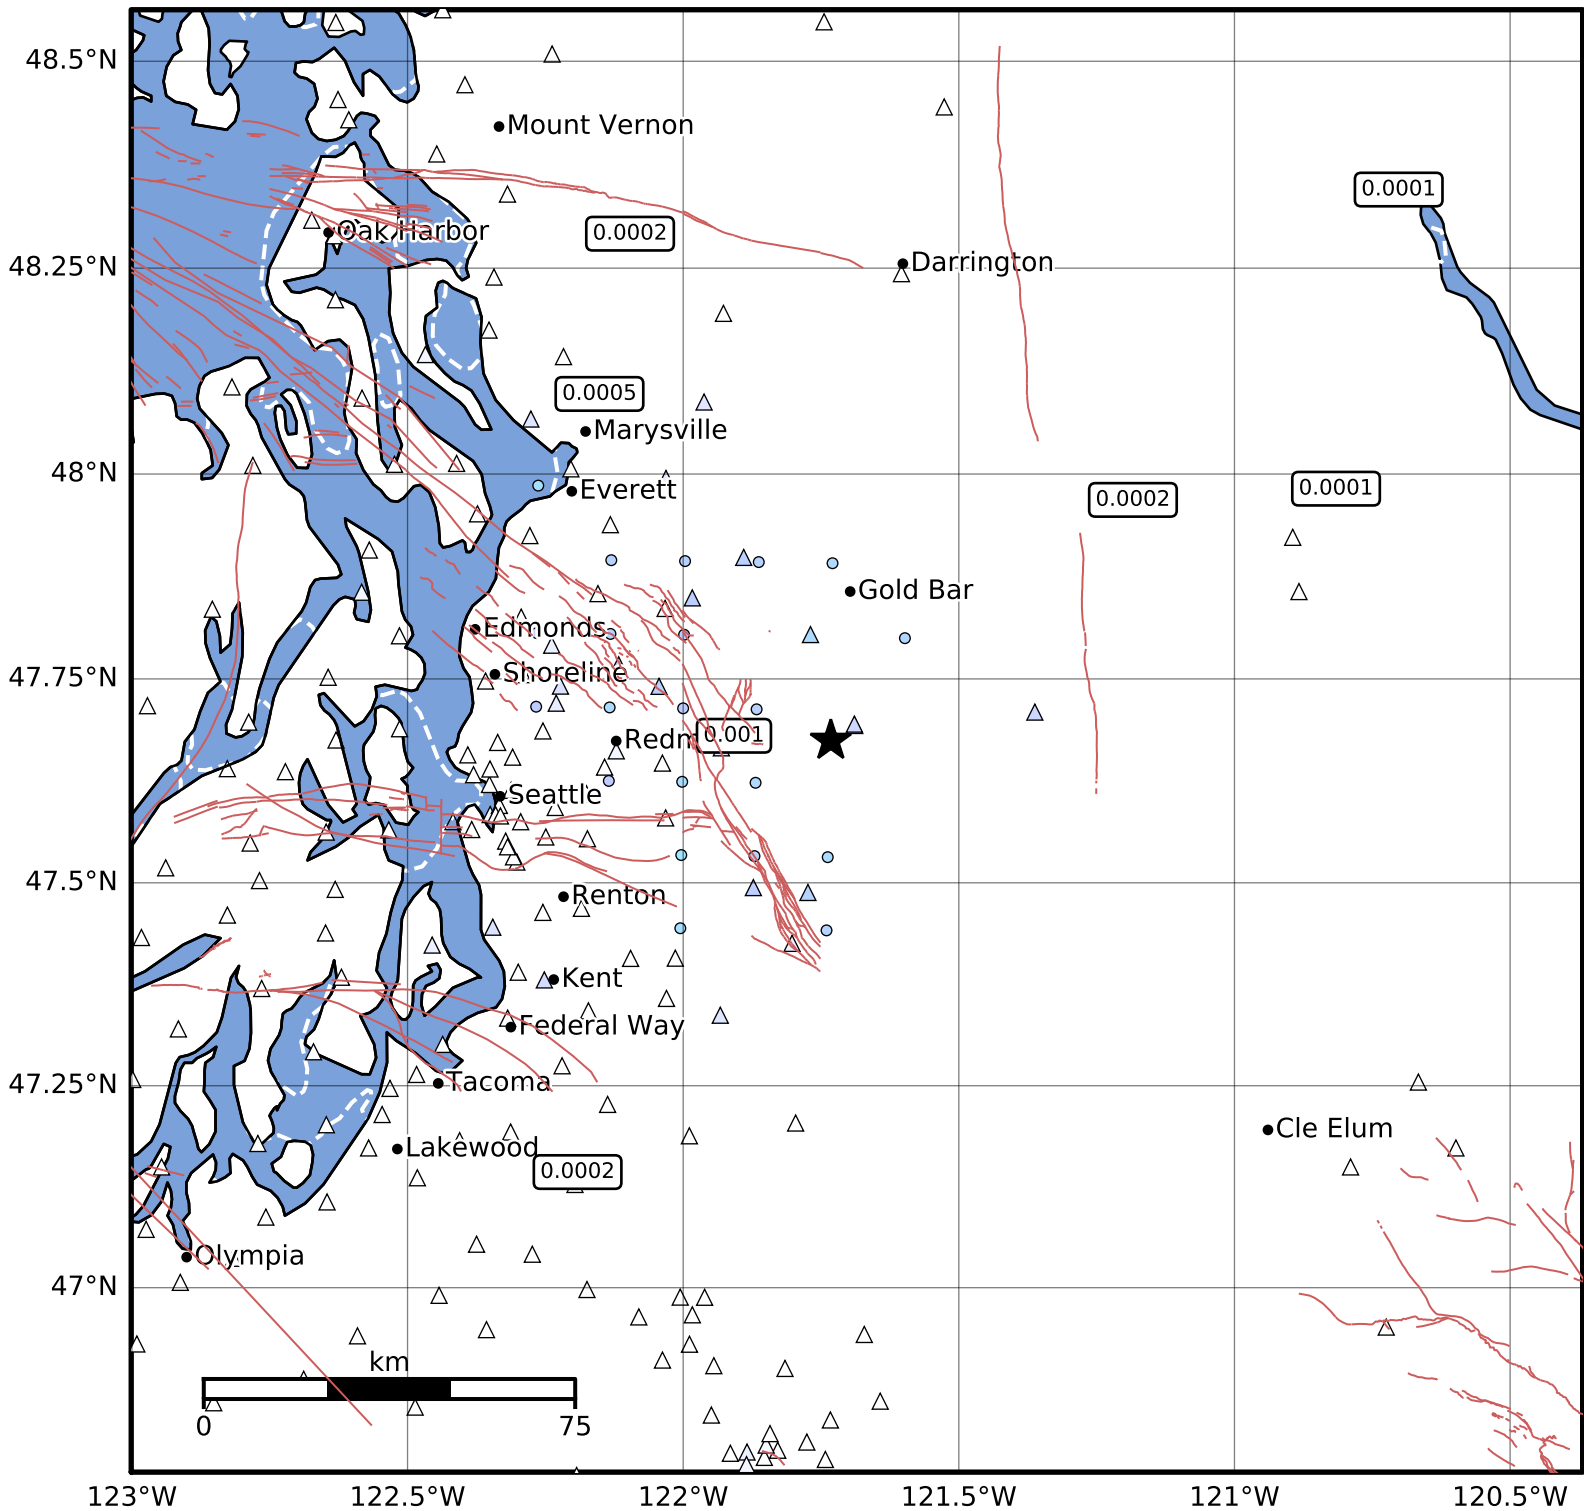 48.5°N
Mount Vernon
0.0001
0.0002
Oak Harbor
48.25°N
Darrington
0.0005
Marysville
48°N
Everett
0.0002
0.0001
Gold Bar
Edmonds
47.75°N
Shoreline
Redm
0.001
Seattle
47.5°N
Renton
Kent
Federal Way
47.25°N
Tacoma
Cle Elum
Lakewood
0.0002
Olympia
47°N
km
0 75
123°W 122.5°W 122°W 121.5°W 121°W 120.5°W